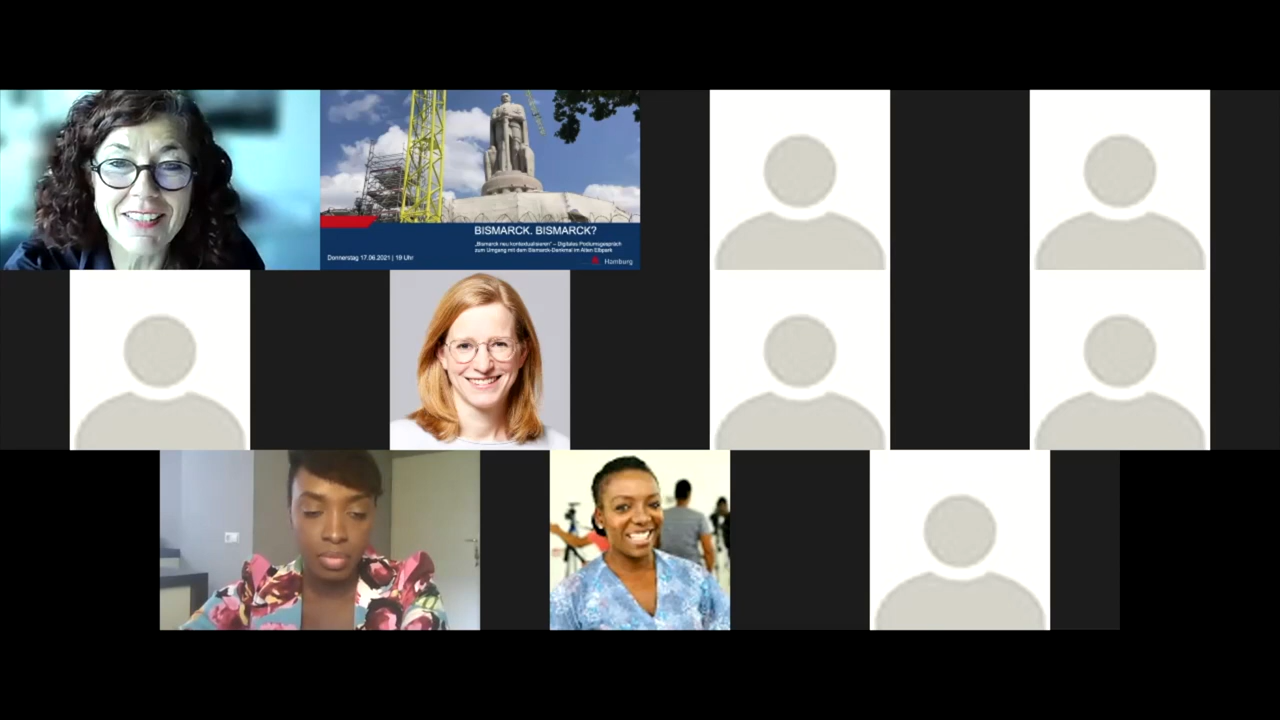 BISMARCK. BISMARCK?
„Bismarck neu kontextualisieren“ – Digitales Podiumsgespräch
zum Umgang mit dem Bismarck-Denkmal im Alten Elbpark
Donnerstag 17.06.2021 | 19 Uhr
Hamburg